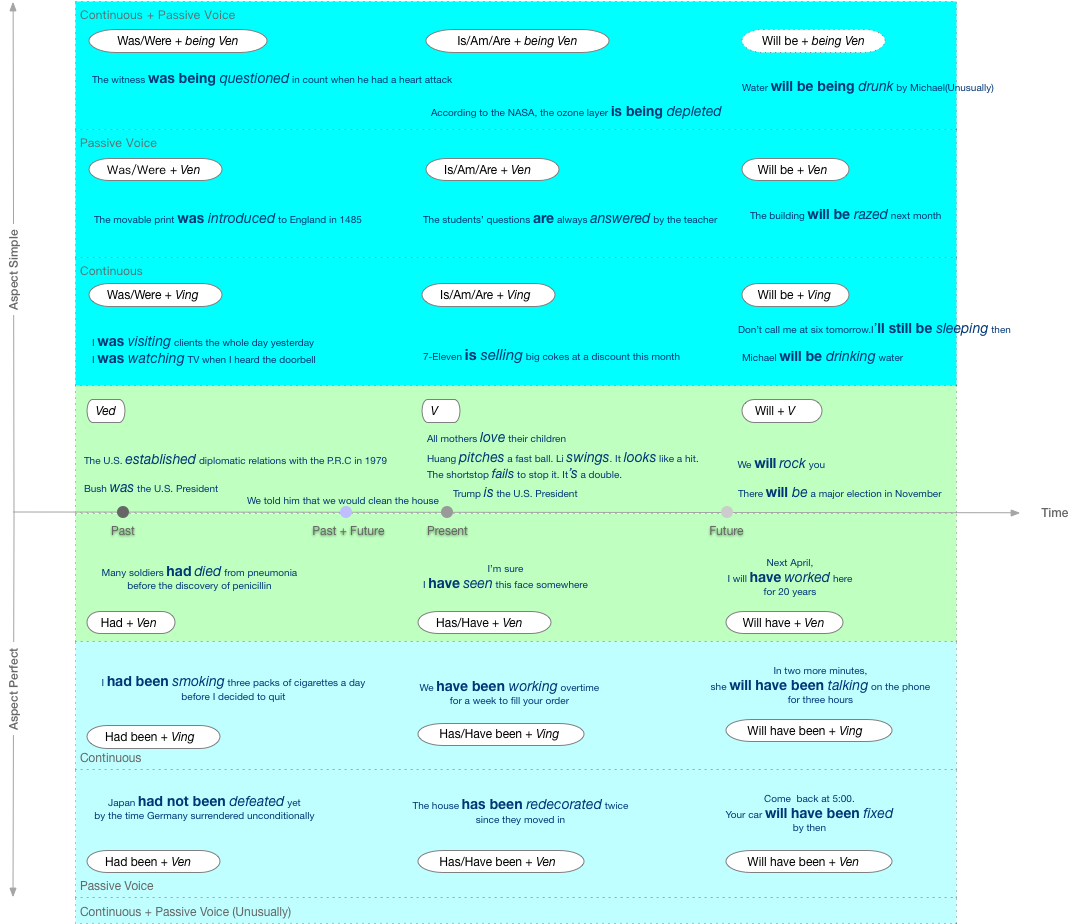 Continuous + Passive Voice
Was/Were + being Ven
Is/Am/Are + being Ven
Will be + being Ven
The witness was being questioned in count when he had a heart attack
Water will be being drunk by Michael(Unusually)
According to the NASA, the ozone layer is being depleted
Passive Voice
Was/Were + Ven
Is/Am/Are + Ven
Will be + Ven
The movable print was introduced to England in 1485
The students' questions are always answered by the teacher
The building will be razed next month
Aspect Simple
Continuous
Was/Were + Ving
Is/Am/Are + Ving
Will be + Ving
Don't call me at six tomorrow.I'll still be sleeping then
I was visiting clients the whole day yesterday
I was watching TV when I heard the doorbell
7-Eleven is selling big cokes at a discount this month
Michael will be drinking water
Ved
V
Will + V
All mothers love their children
The U.S. established diplomatic relations with the P.R.C in 1979
Huang pitches a fast ball. Li swings. It looks like a hit.
The shortstop fails to stop it. It's a double.
We will rock you
Bush was the U.S. President
Trump is the U.S. President
There will be a major election in November
We told him that we would clean the house
Time
Past
Past + Future
Present
Future
Many soldiers had died from pneumonia
before the discovery of penicillin
I'm sure
I have seen this face somewhere
Next April,
I will have worked here
for 20 years
Had + Ven
Has/Have + Ven
Will have + Ven
Aspect Perfect
I had been smoking three packs of cigarettes a day
before I decided to quit
We have been working overtime
for a week to fill your order
In two more minutes,
she will have been talking on the phone
for three hours
Had been + Ving
Has/Have been + Ving
Will have been + Ving
Continuous
Japan had not been defeated yet
by the time Germany surrendered unconditionally
The house has been redecorated twice
since they moved in
Come back at 5:00.
Your car will have been fixed
by then
Had been + Ven
Has/Have been + Ven
Will have been + Ven
Passive Voice
Continuous + Passive Voice (Unusually)